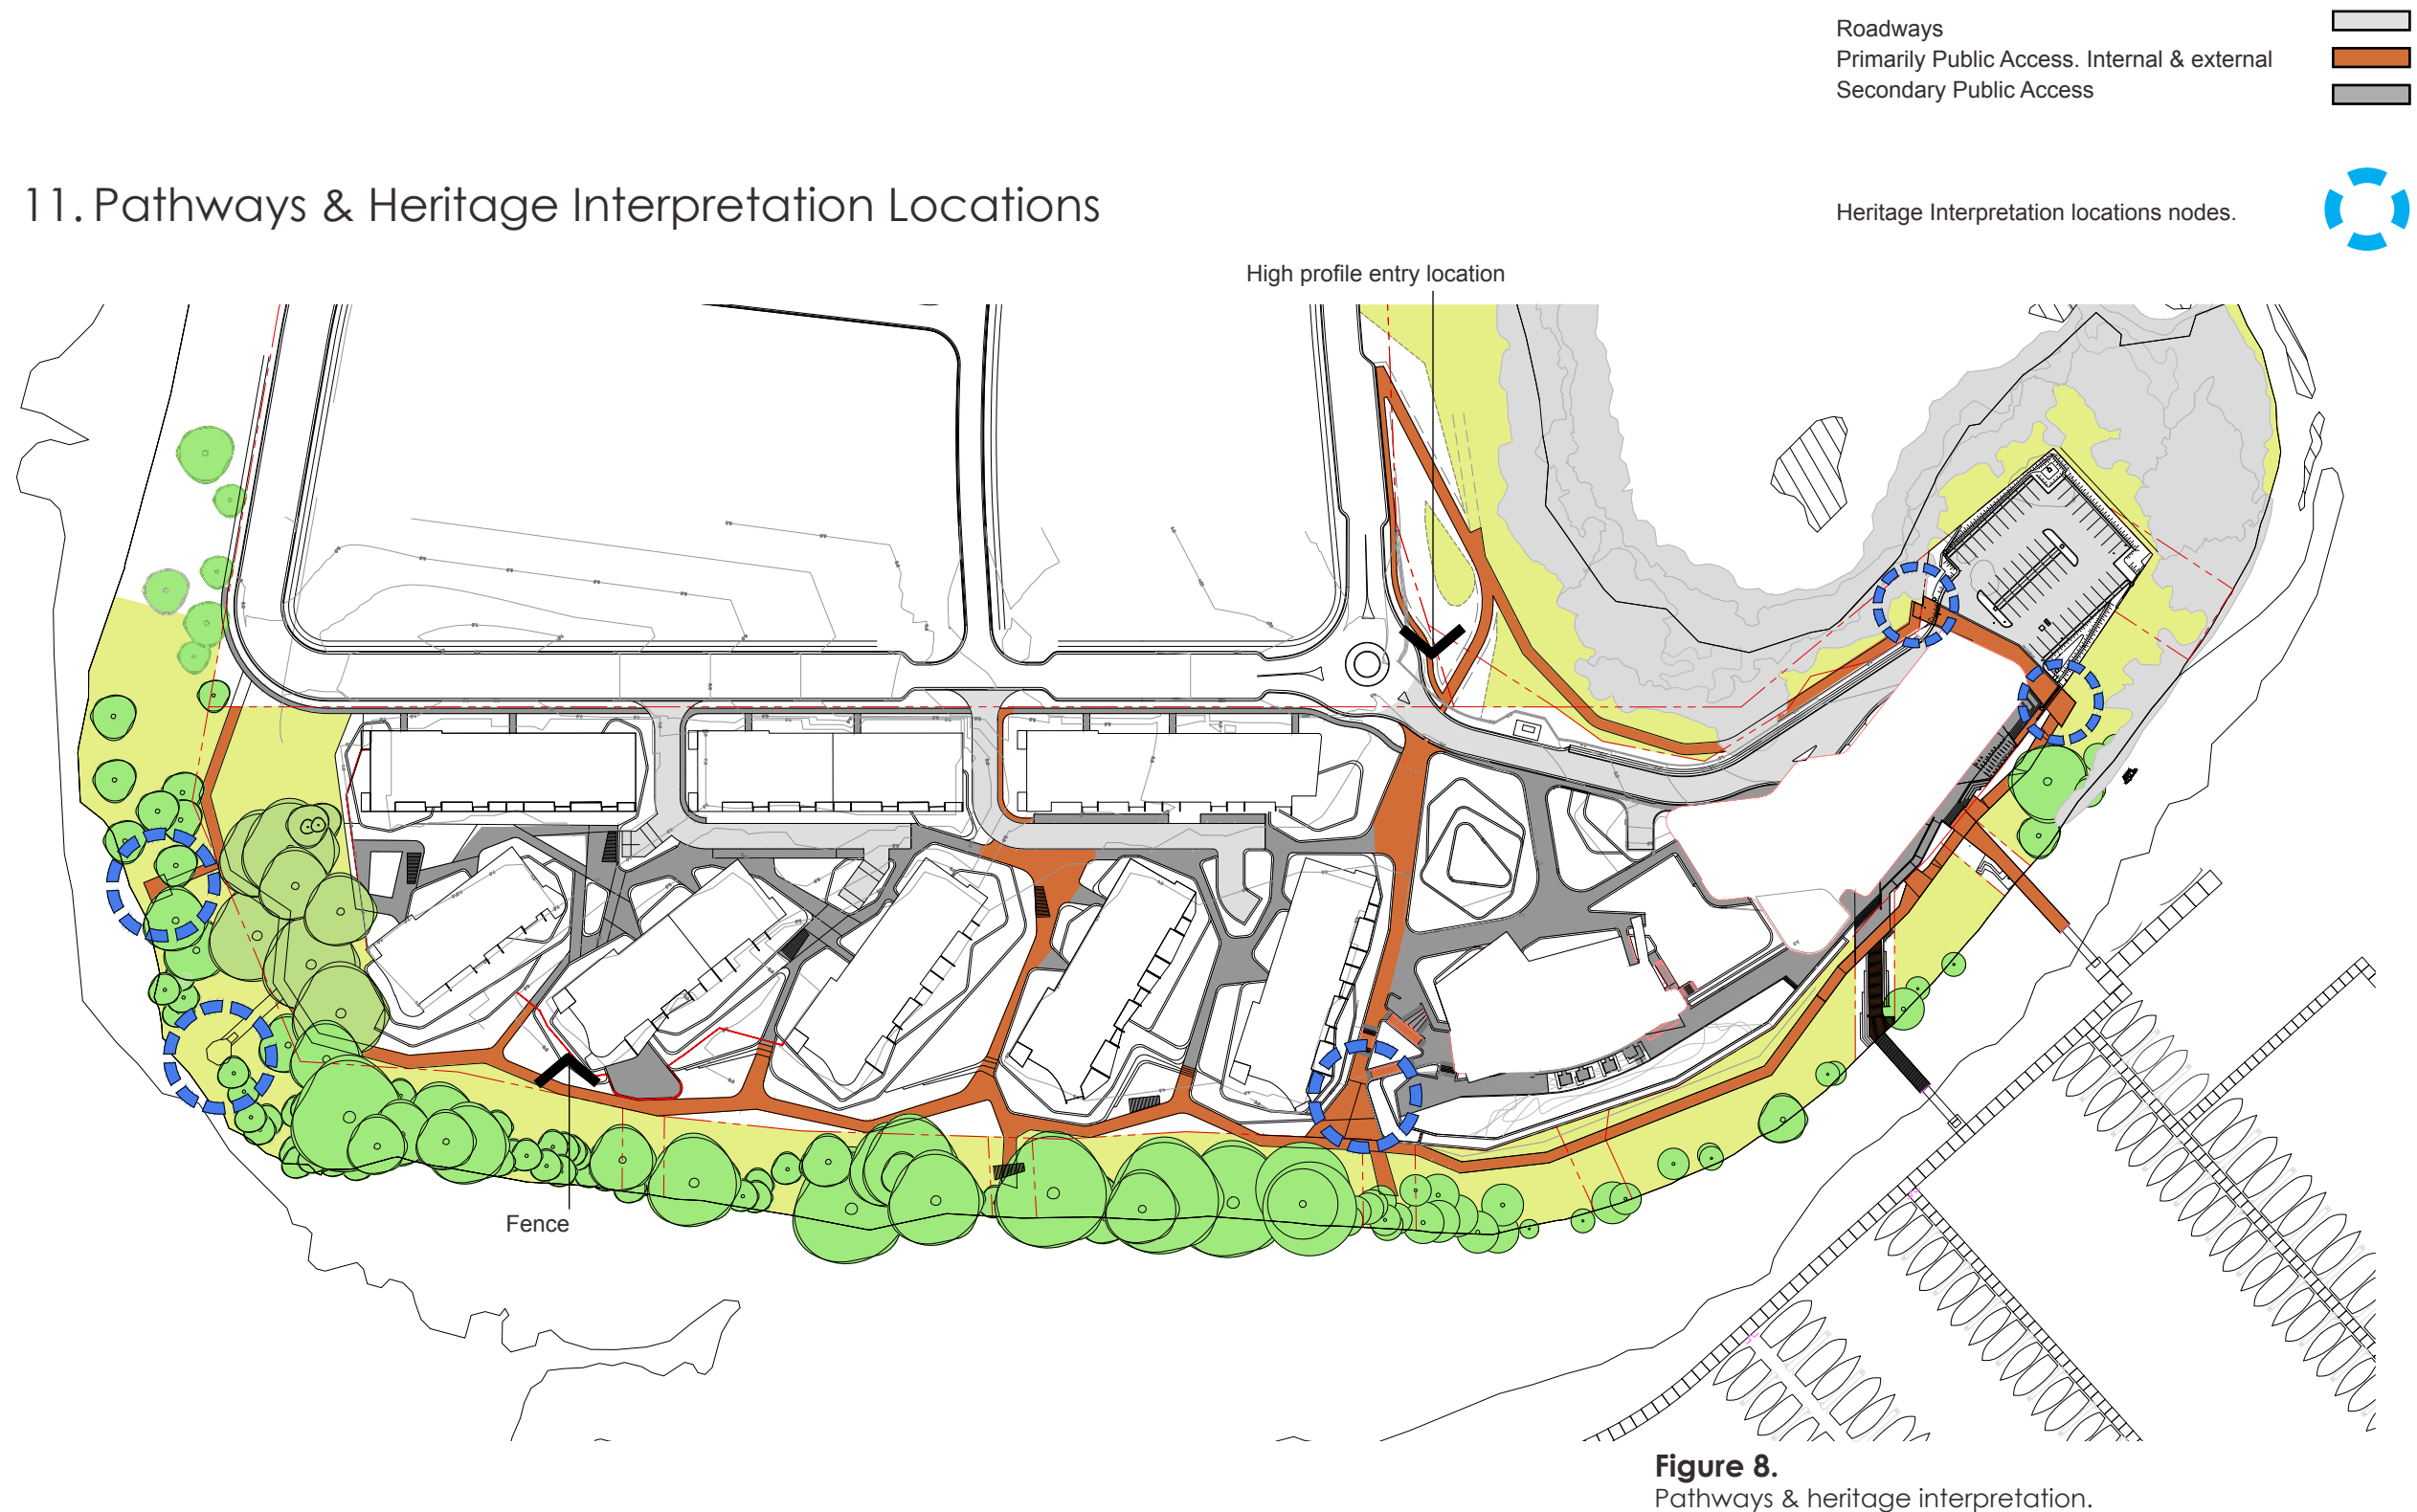 Roadways
Primarily Public Access. Internal & external
Secondary Public Access
11. Pathways & Heritage Interpretation Locations
Heritage Interpretation locations nodes.
High profile entry location
Fence
Figure 8.
Pathways & heritage interpretation.